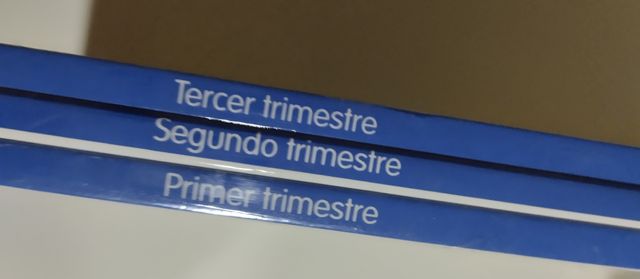 Tercer trimestre
Segundo trimestre
Primer trimestre